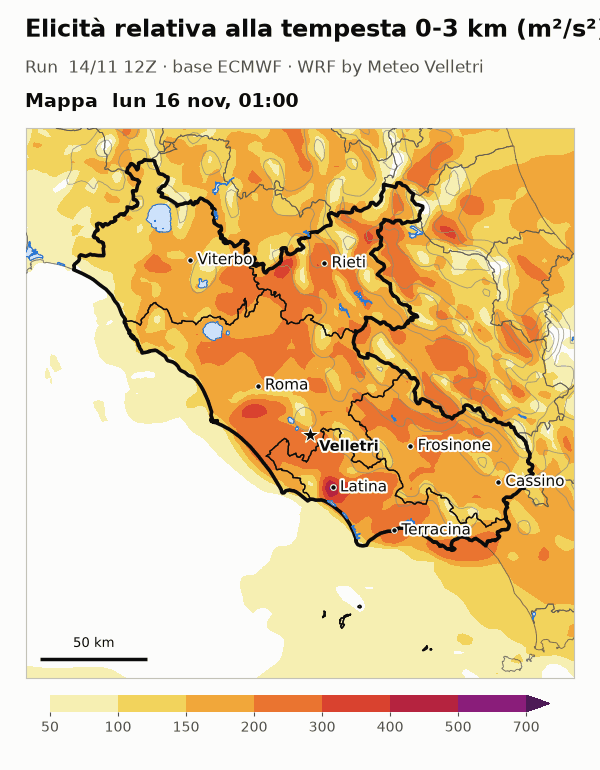 Elicità relativa alla tempesta 0-3 km (m²/s²)
Run 14/11 12Z · base ECMWF · WRF by Meteo Velletri
Mappa lun 16 nov, 01:00
Viterbo
Rieti
Roma
Velletri
Frosinone
Cassino
Latina
Terracina
50 km
50 100 150 200 300 400 500 700